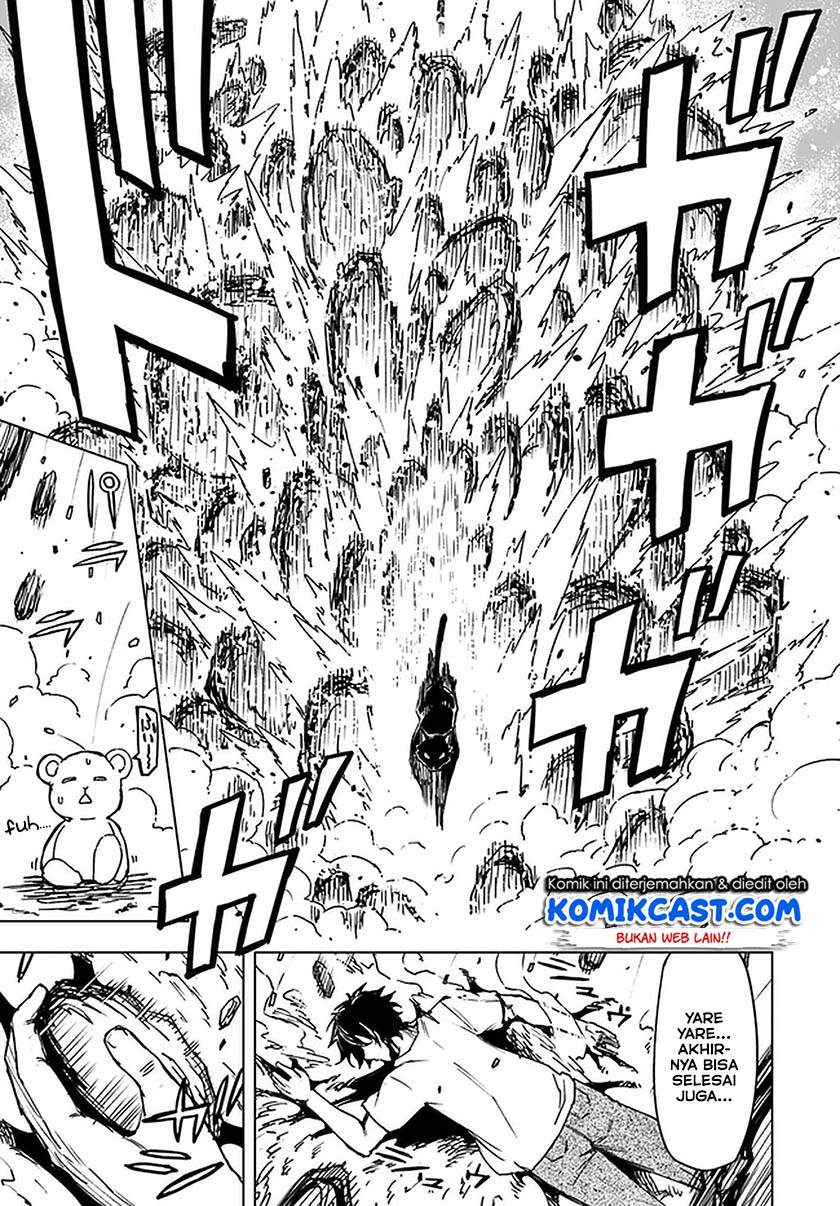 ドガガガガ
ふぅ
fuh....
Komik ini diterjemahkan & diedit oleh
KOMIKCAST.COM
BUKAN WEB LAIN!!
YARE
YARE...
AKHIR-
NYA BISA
SELESAI
JUGA...